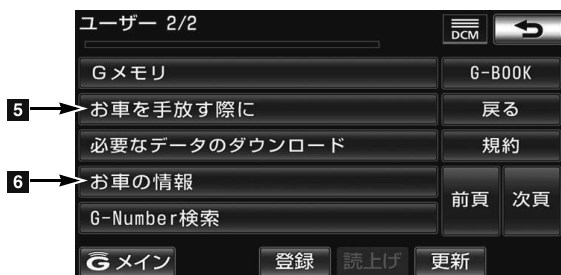 ユーザー 2/2
DCM
Gメモリ
G-BOOK
5
お車を手放す際に
戻る
必要なデータのダウンロード
規約
6
お車の情報
前頁
次頁
G-Number検索
Gメイン
登録
読上げ
更新